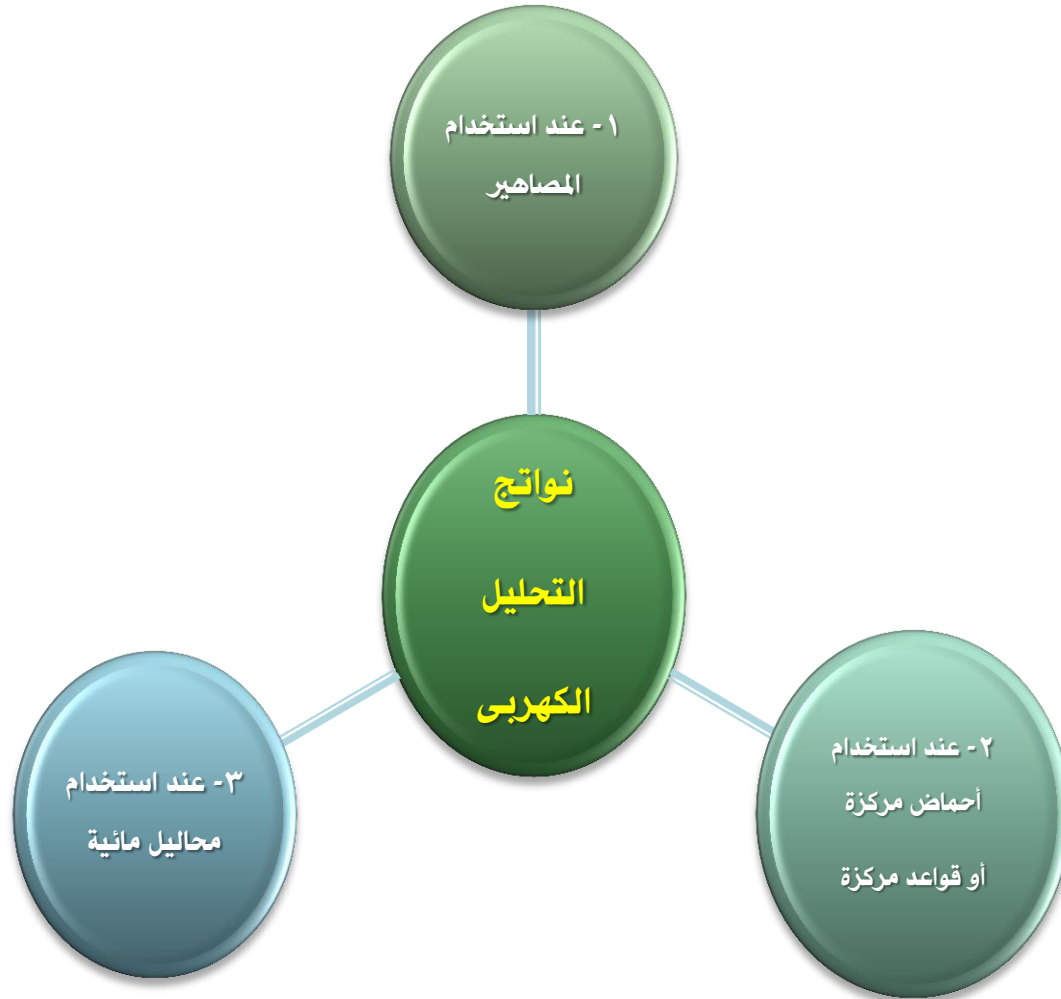 ١- عند استخدام
المصاهير
نواتج
التحليل
الكهربى
٢- عند استخدام
أحماض مركزة
أو قواعد مركزة
٣- عند استخدام
محاليل مائية